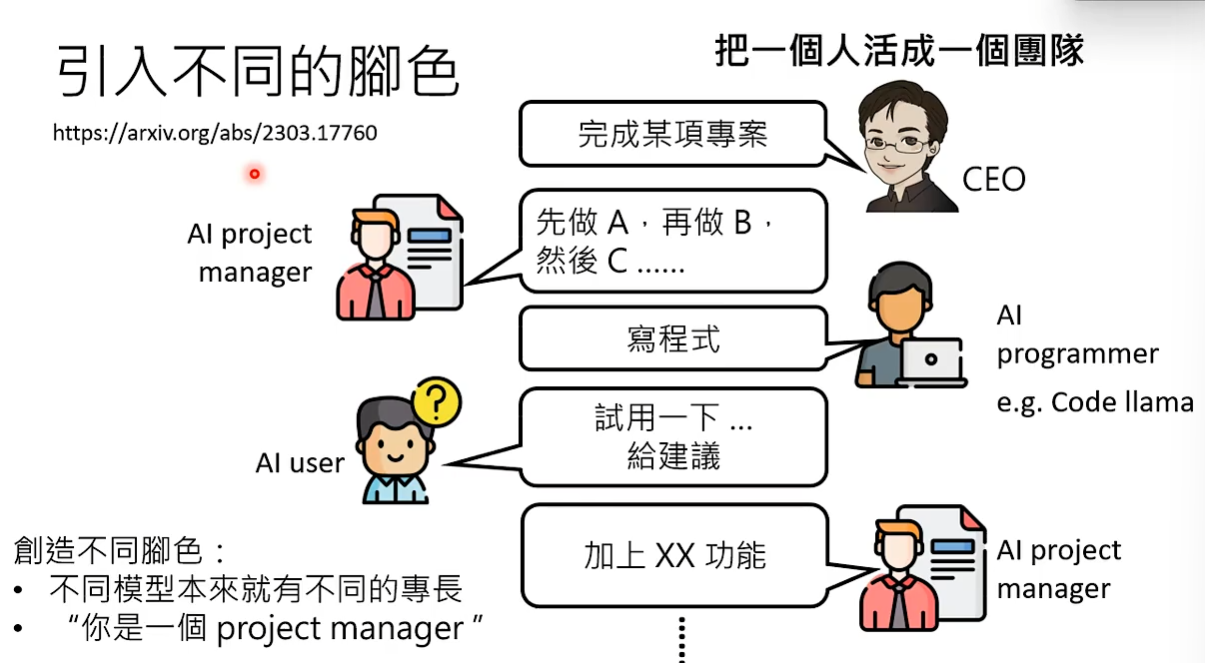 引入不同的腳色
把一個人活成一個團隊
https://arxiv.org/abs/2303.17760
完成某項專案
CEO
AI project
manager
先做 A，再做 B，
然後 C ......
寫程式
AI
programmer
e.g. Code llama
?
試用一下 ...
給建議
AI user
加上 XX 功能
AI project
manager
創造不同腳色：
• 不同模型本來就有不同的專長
• “你是一個 project manager ”